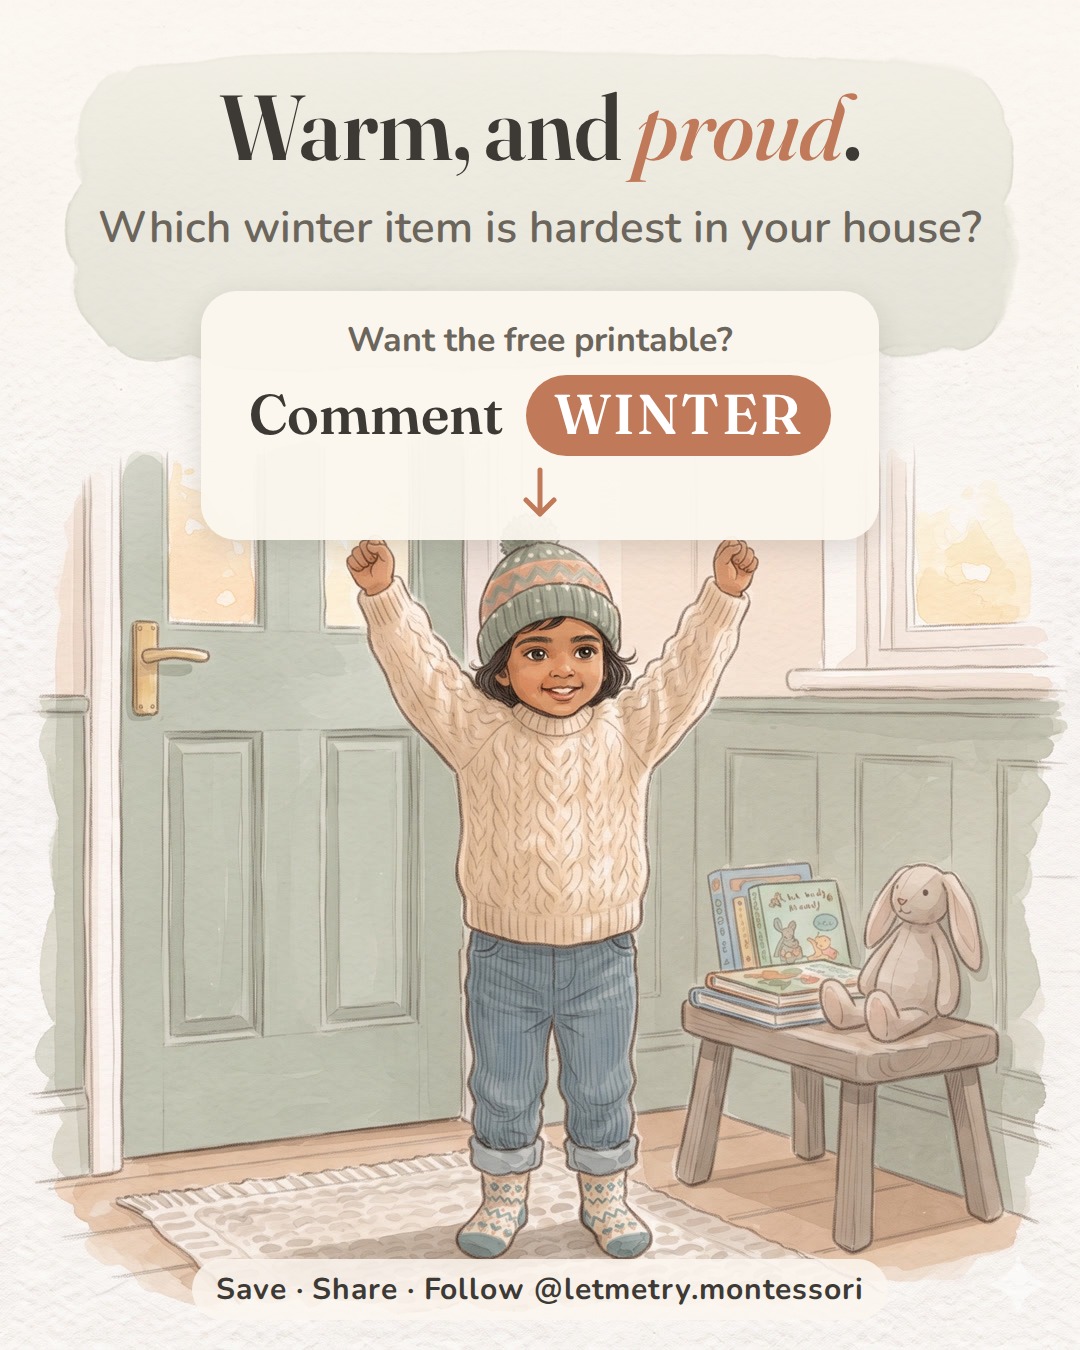 Warm, and proud.
Which winter item is hardest in your house?
Want the free printable?
Comment WINTER
Save · Share · Follow @letmetry.montessori